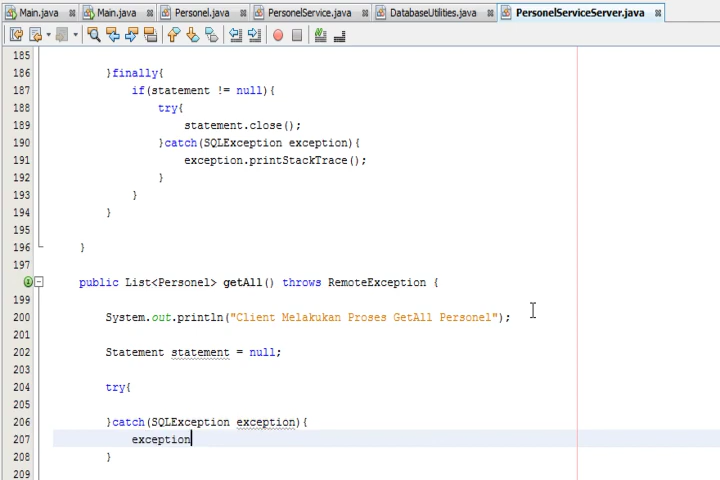 Main.java Main.java Personel.java PersonelService.java DatabaseUtilities.java PersonelServiceServer.java
185
186 }finally{
187 if(statement != null){
188 try{
189 statement.close();
190 }catch(SQLException exception){
191 exception.printStackTrace();
192 }
193 }
194 }
195
196 }
197
public List<Personel> getAll() throws RemoteException {
199
200 System.out.println("Client Melakukan Proses GetAll Personel");
201
202 Statement statement = null;
203
204 try{
205
206 }catch(SQLException exception){
207 exception
208 }
209